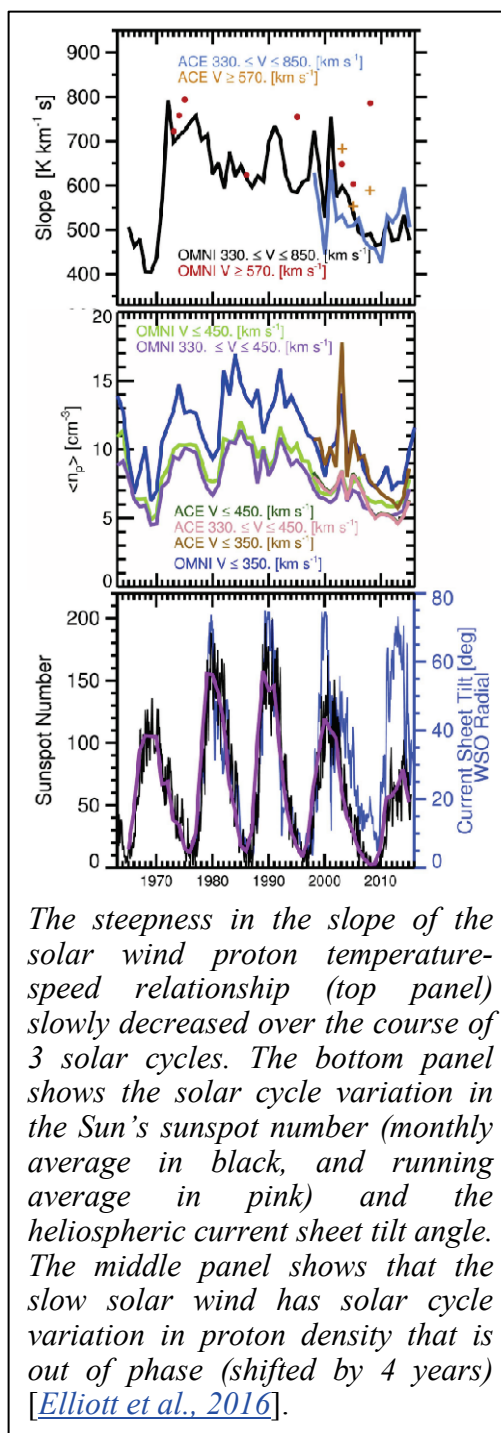 900
800
700
600
500
400
Slope [K km⁻¹ s]
ACE 330. ≤ V ≤ 850. [km s⁻¹]
ACE V ≥ 570. [km s⁻¹]
OMNI 330. ≤ V ≤ 850. [km s⁻¹]
OMNI V ≥ 570. [km s⁻¹]
20
15
10
5
0
<nₚ> [cm⁻³]
OMNI V ≤ 450. [km s⁻¹]
OMNI 330. ≤ V ≤ 450. [km s⁻¹]
ACE V ≤ 450. [km s⁻¹]
ACE 330. ≤ V ≤ 450. [km s⁻¹]
ACE V ≤ 350. [km s⁻¹]
OMNI V ≤ 350. [km s⁻¹]
200
150
100
50
0
Sunspot Number
80
60
40
20
0
Current Sheet Tilt [deg]
WSO Radial
1970 1980 1990 2000 2010
The steepness in the slope of the
solar wind proton temperature-
speed relationship (top panel)
slowly decreased over the course of
3 solar cycles. The bottom panel
shows the solar cycle variation in
the Sun's sunspot number (monthly
average in black, and running
average in pink) and the
heliospheric current sheet tilt angle.
The middle panel shows that the
slow solar wind has solar cycle
variation in proton density that is
out of phase (shifted by 4 years)
[Elliott et al., 2016].